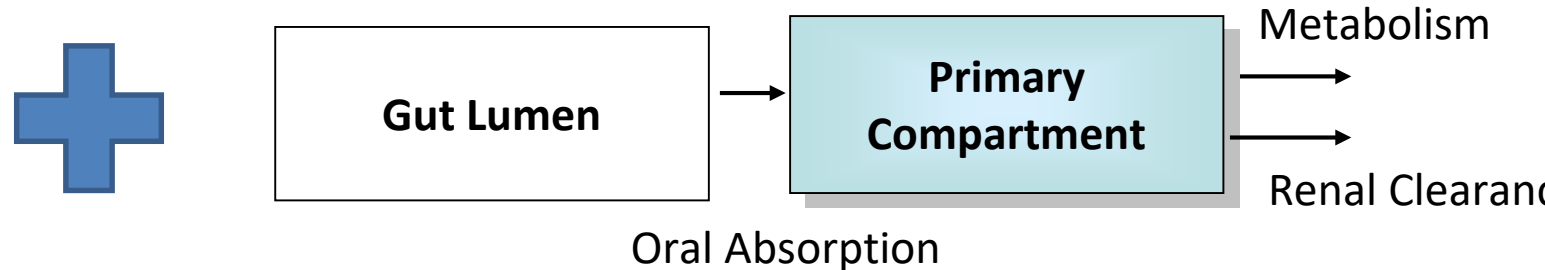 Metabolism
Gut Lumen
Primary
Compartment
Renal Clearanc
Oral Absorption